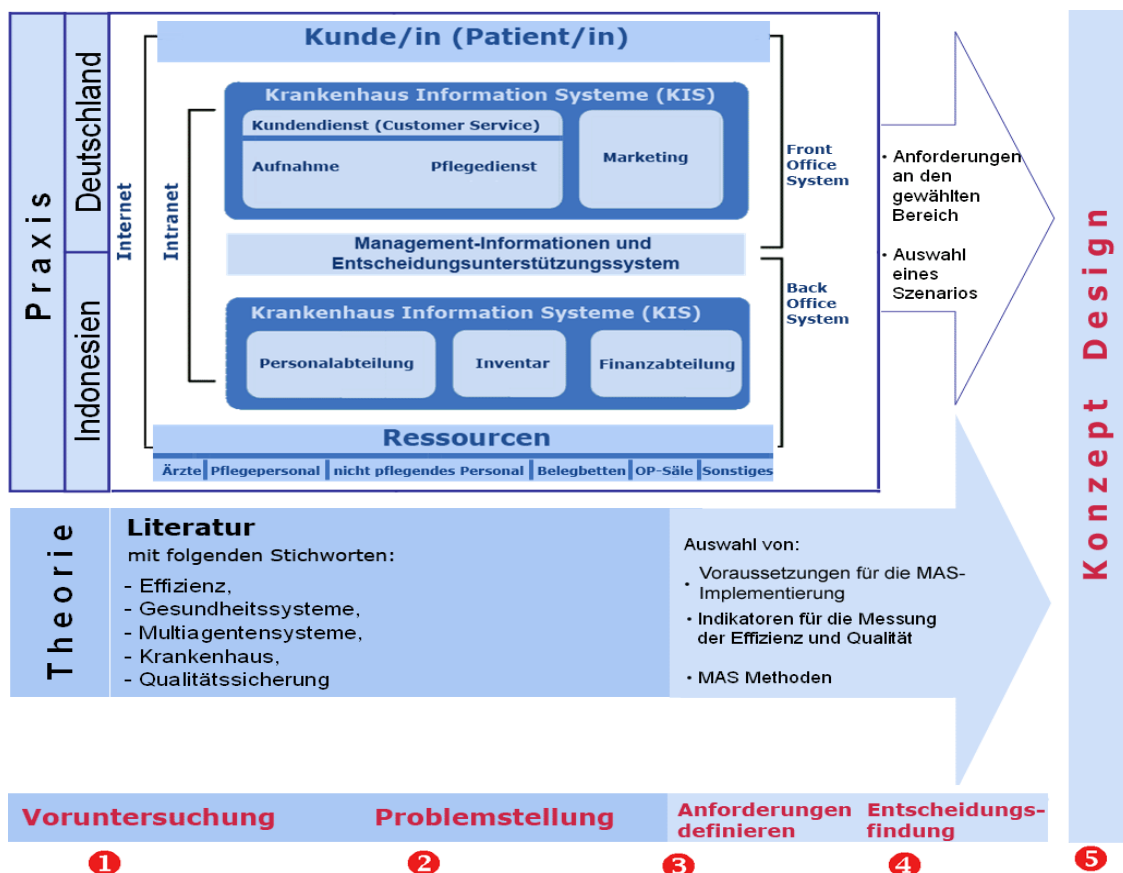 Praxis
Deutschland
Indonesien
Internet
Intranet
Kunde/in (Patient/in)
Krankenhaus Information Systeme (KIS)
Kundendienst (Customer Service)
Aufnahme
Pflegedienst
Marketing
Front
Office
System
Management-Informationen und
Entscheidungsunterstützungssystem
Back
Office
System
Krankenhaus Information Systeme (KIS)
Personalabteilung
Inventar
Finanzabteilung
Ressourcen
Ärzte
Pflegepersonal
nicht pflegendes Personal
Belegbetten
OP-Säle
Sonstiges
• Anforderungen
an den
gewählten
Bereich
• Auswahl
eines
Szenarios
Theorie
Literatur
mit folgenden Stichworten:
- Effizienz,
- Gesundheitssysteme,
- Multiagentensysteme,
- Krankenhaus,
- Qualitätssicherung
Auswahl von:
• Voraussetzungen für die MAS-
Implementierung
• Indikatoren für die Messung
der Effizienz und Qualität
• MAS Methoden
Konzept Design
Voruntersuchung
Problemstellung
Anforderungen
definieren
Entscheidungs-
findung
1
2
3
4
5